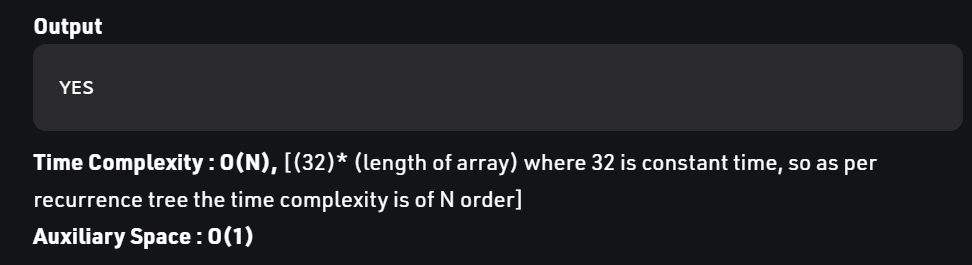 Output
YES
Time Complexity : O(N), [(32)* (length of array) where 32 is constant time, so as per
recurrence tree the time complexity is of N order]
Auxiliary Space : O(1)